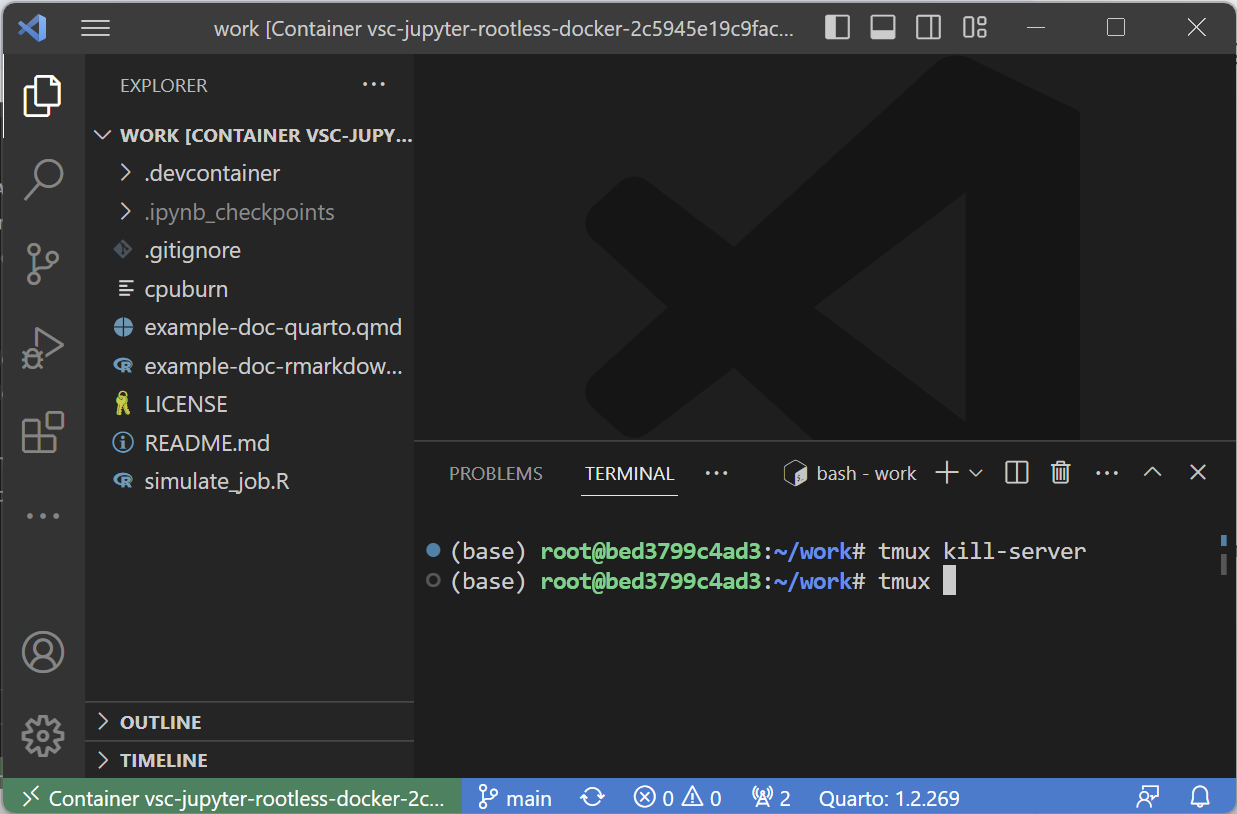 work [Container vsc-jupyter-rootless-docker-2c5945e19c9fac...
EXPLORER
WORK [CONTAINER VSC-JUPY...
.devcontainer
.ipynb_checkpoints
.gitignore
cpuburn
example-doc-quarto.qmd
example-doc-rmarkdow...
LICENSE
README.md
simulate_job.R
OUTLINE
TIMELINE
PROBLEMS TERMINAL bash - work
(base) root@bed3799c4ad3:~/work# tmux kill-server
(base) root@bed3799c4ad3:~/work# tmux
Container vsc-jupyter-rootless-docker-2c... main 0 0 2 Quarto: 1.2.269